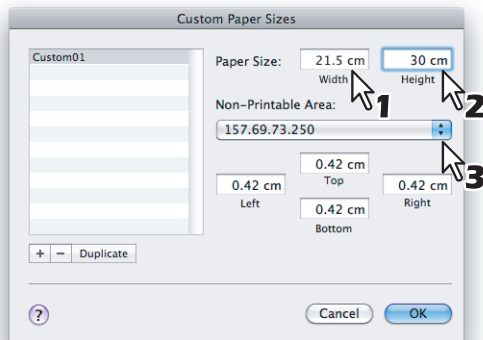 Custom Paper Sizes
Custom01
Paper Size:
21.5 cm
30 cm
Width
Height
1
2
Non-Printable Area:
157.69.73.250
3
0.42 cm
Top
0.42 cm
0.42 cm
Left
Right
0.42 cm
Bottom
+ − Duplicate
?
Cancel
OK